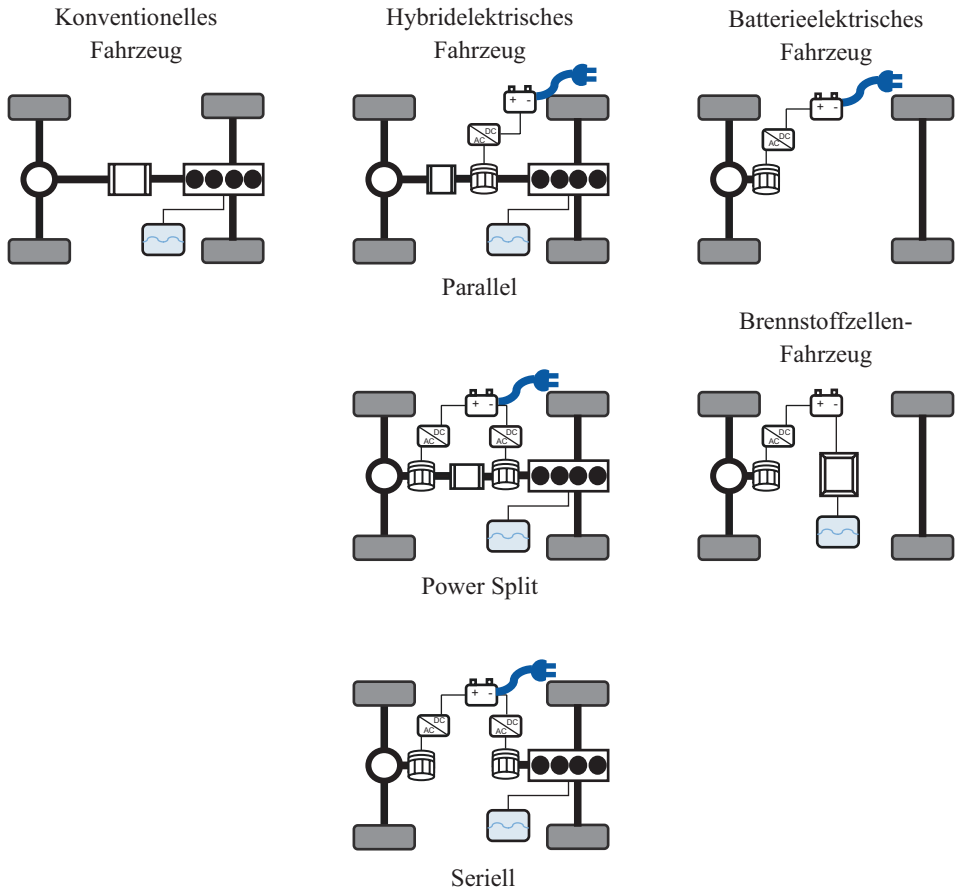 Konventionelles
Fahrzeug
Hybridelektrisches
Fahrzeug
Batterieelektrisches
Fahrzeug
+ -
DC
AC
+ -
DC
AC
Parallel
Brennstoffzellen-
Fahrzeug
+ -
DC
AC
DC
AC
+ -
DC
AC
Power Split
+ -
DC
AC
DC
AC
Seriell